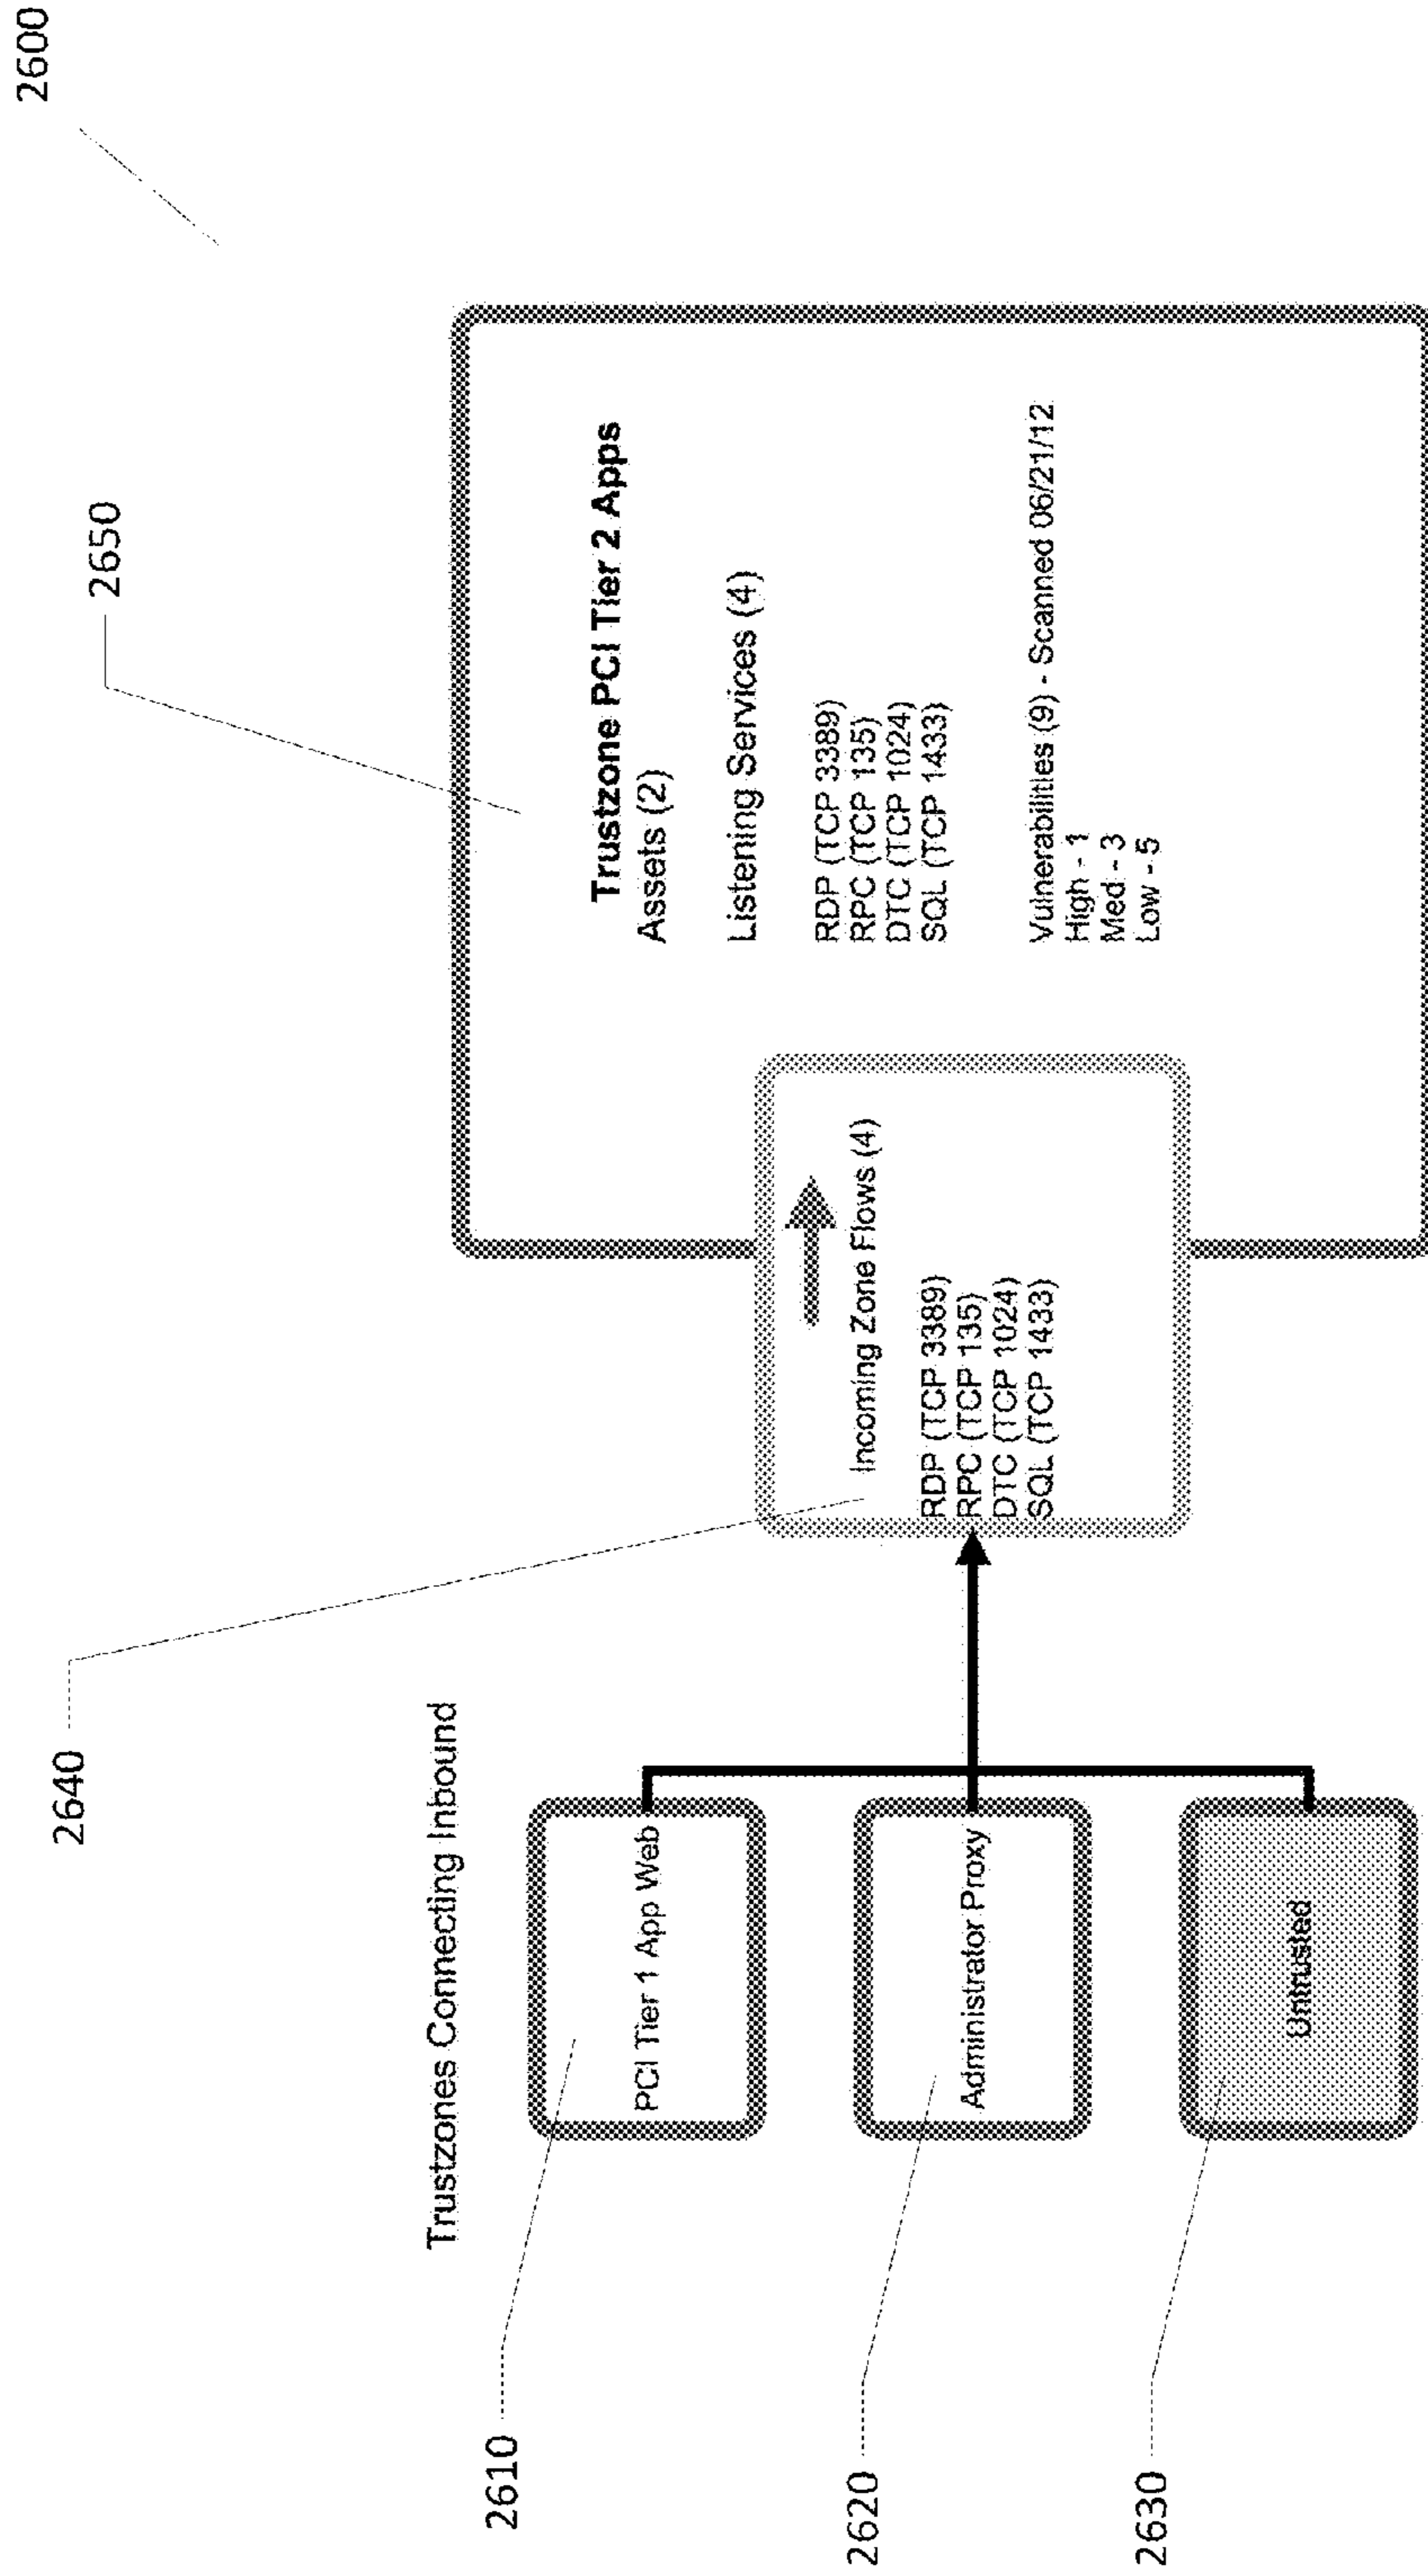 2600
2650
2640
Trustzones Connecting Inbound
2610
PCI Tier 1 App Web
2620
Administrator Proxy
2630
Untrusted
Incoming Zone Flows (4)
RDP (TCP 3389)
RPC (TCP 135)
DTC (TCP 1024)
SQL (TCP 1433)
Trustzone PCI Tier 2 Apps
Assets (2)
Listening Services (4)
RDP (TCP 3389)
RPC (TCP 135)
DTC (TCP 1024)
SQL (TCP 1433)
Vulnerabilities (9) - Scanned 06/21/12
High - 1
Med - 3
Low - 5